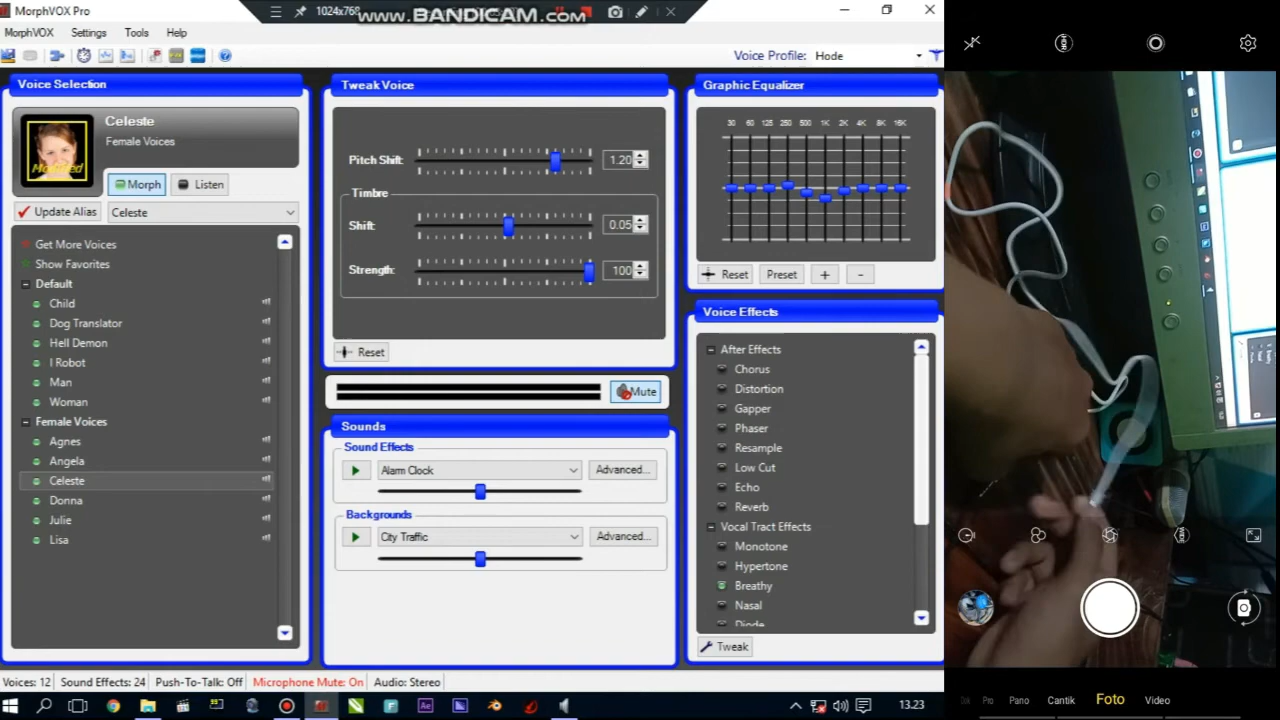 MorphVOX Pro
1024x768
WWW.BANDICAM.COM
MorphVOX Settings Tools Help
Voice Profile: Hode
Voice Selection
Celeste
Female Voices
Modified
Morph Listen
Update Alias Celeste
Get More Voices
Show Favorites
Default
Child
Dog Translator
Hell Demon
I Robot
Man
Woman
Female Voices
Agnes
Angela
Celeste
Donna
Julie
Lisa
Tweak Voice
Pitch Shift: 1.20
Timbre
Shift: 0.05
Strength: 100
Reset
Mute
Sounds
Sound Effects
Alarm Clock Advanced...
Backgrounds
City Traffic Advanced...
Graphic Equalizer
30 60 125 250 500 1K 2K 4K 8K 16K
Reset Preset + -
Voice Effects
After Effects
Chorus
Distortion
Gapper
Phaser
Resample
Low Cut
Echo
Reverb
Vocal Tract Effects
Monotone
Hypertone
Breathy
Nasal
Diode
Tweak
Voices: 12 Sound Effects: 24 Push-To-Talk: Off Microphone Mute: On Audio: Stereo
Ae
13.23
HDR
Pro Pano Cantik Foto Video